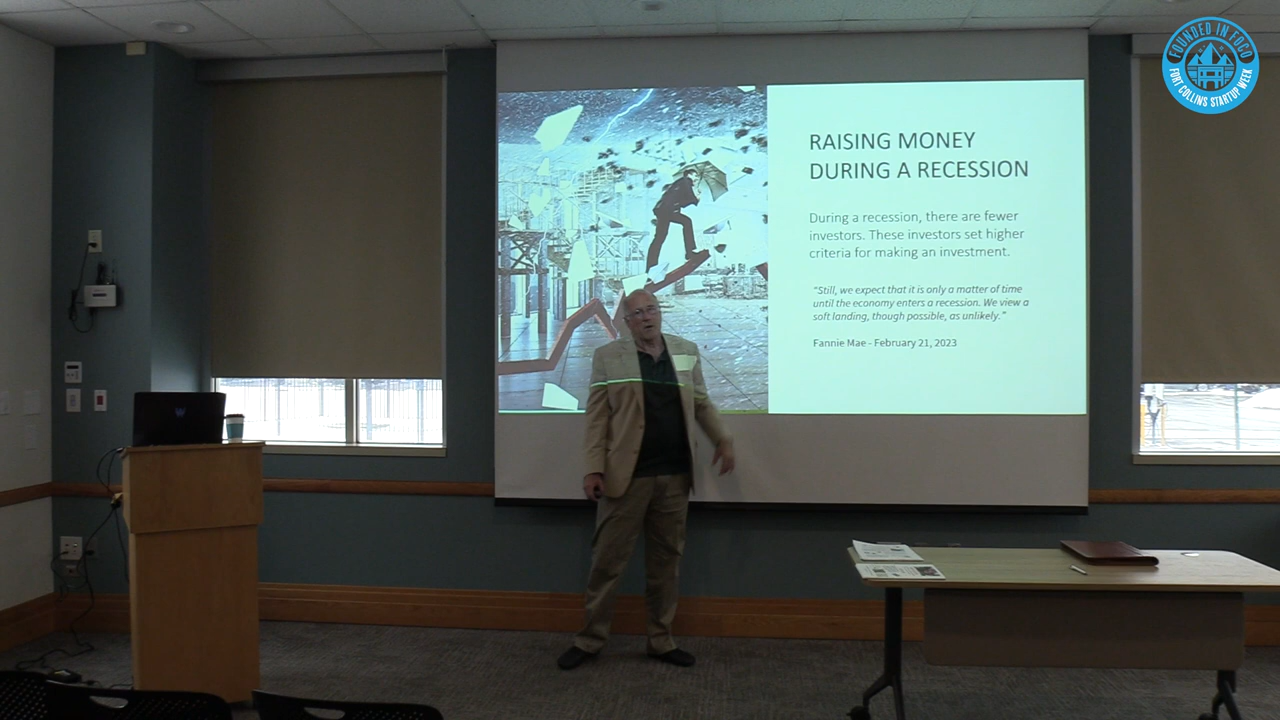 FOUNDED IN FOCO
FORT COLLINS STARTUP WEEK
RAISING MONEY
DURING A RECESSION
During a recession, there are fewer
investors. These investors set higher
criteria for making an investment.
"Still, we expect that it is only a matter of time
until the economy enters a recession. We view a
soft landing, though possible, as unlikely."
Fannie Mae - February 21, 2023